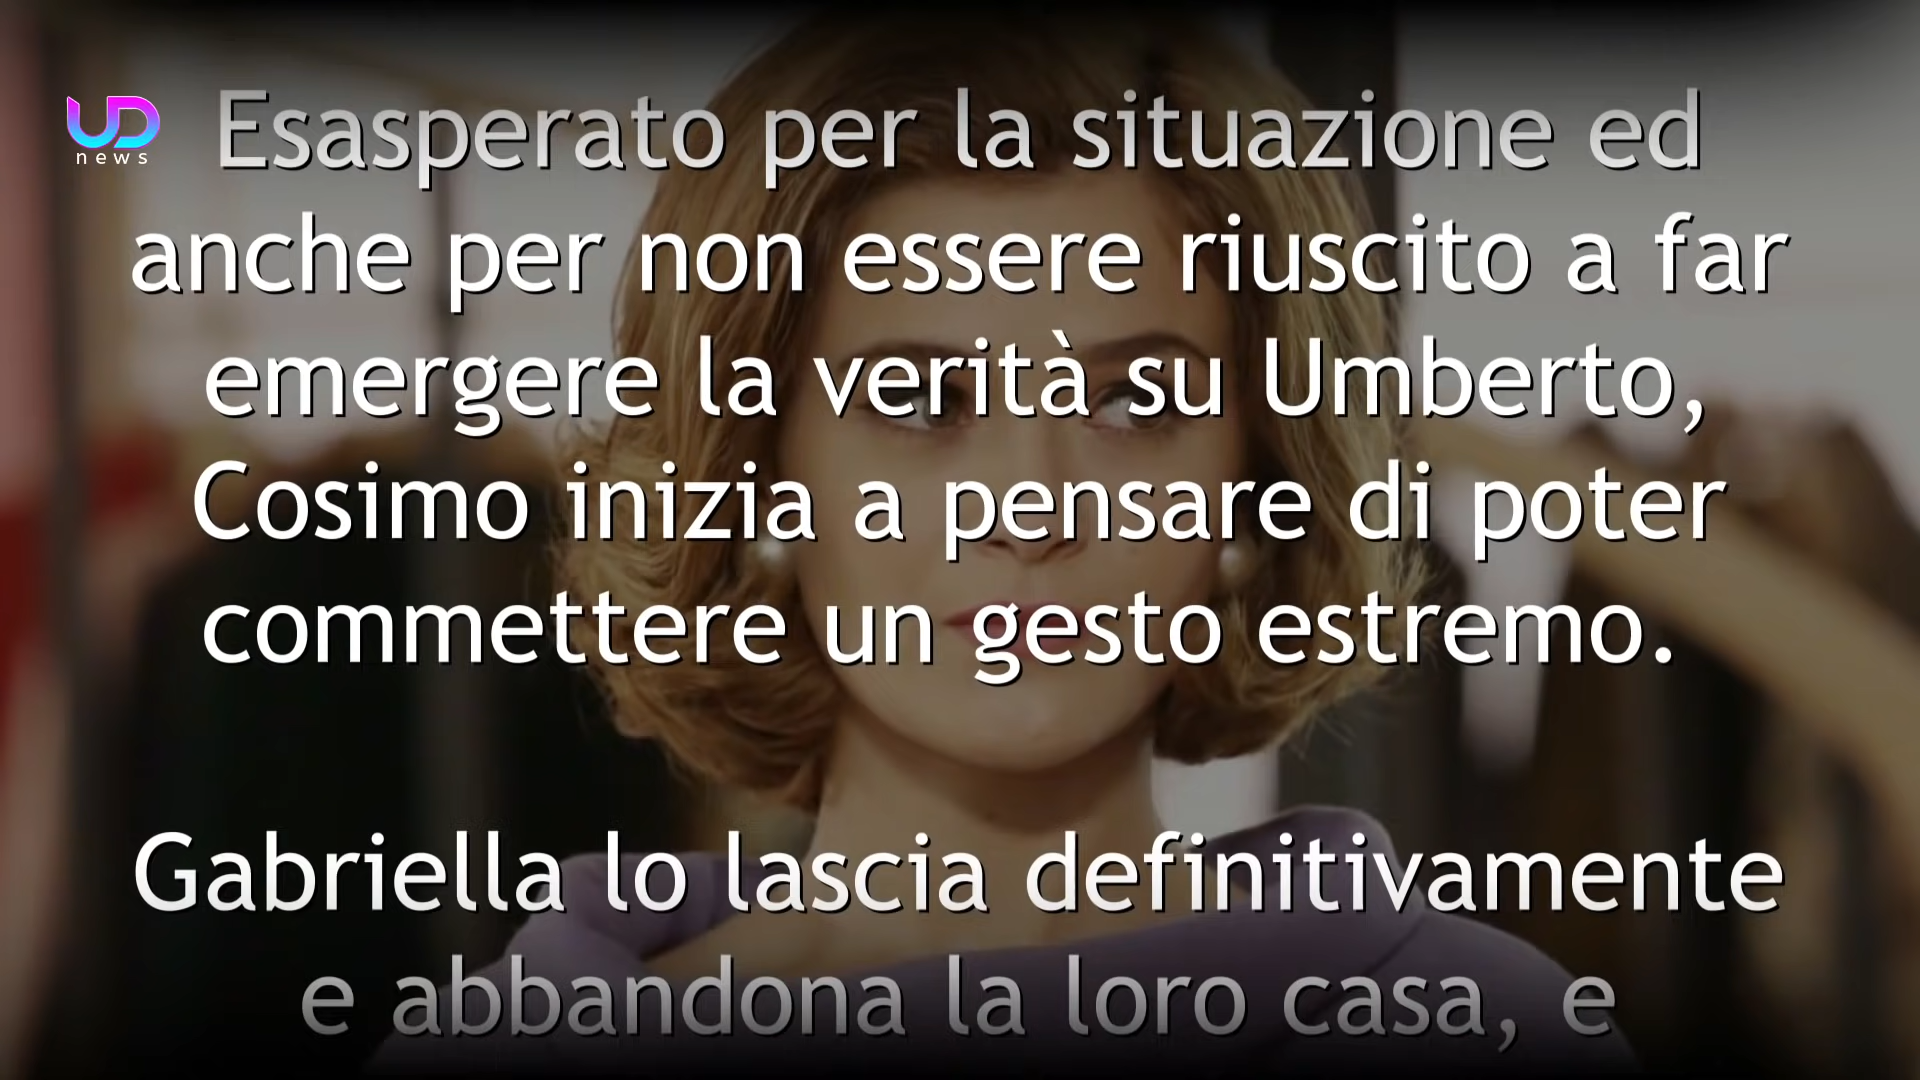 UD
news
Esasperato per la situazione ed
anche per non essere riuscito a far
emergere la verità su Umberto,
Cosimo inizia a pensare di poter
commettere un gesto estremo.
Gabriella lo lascia definitivamente
e abbandona la loro casa, e